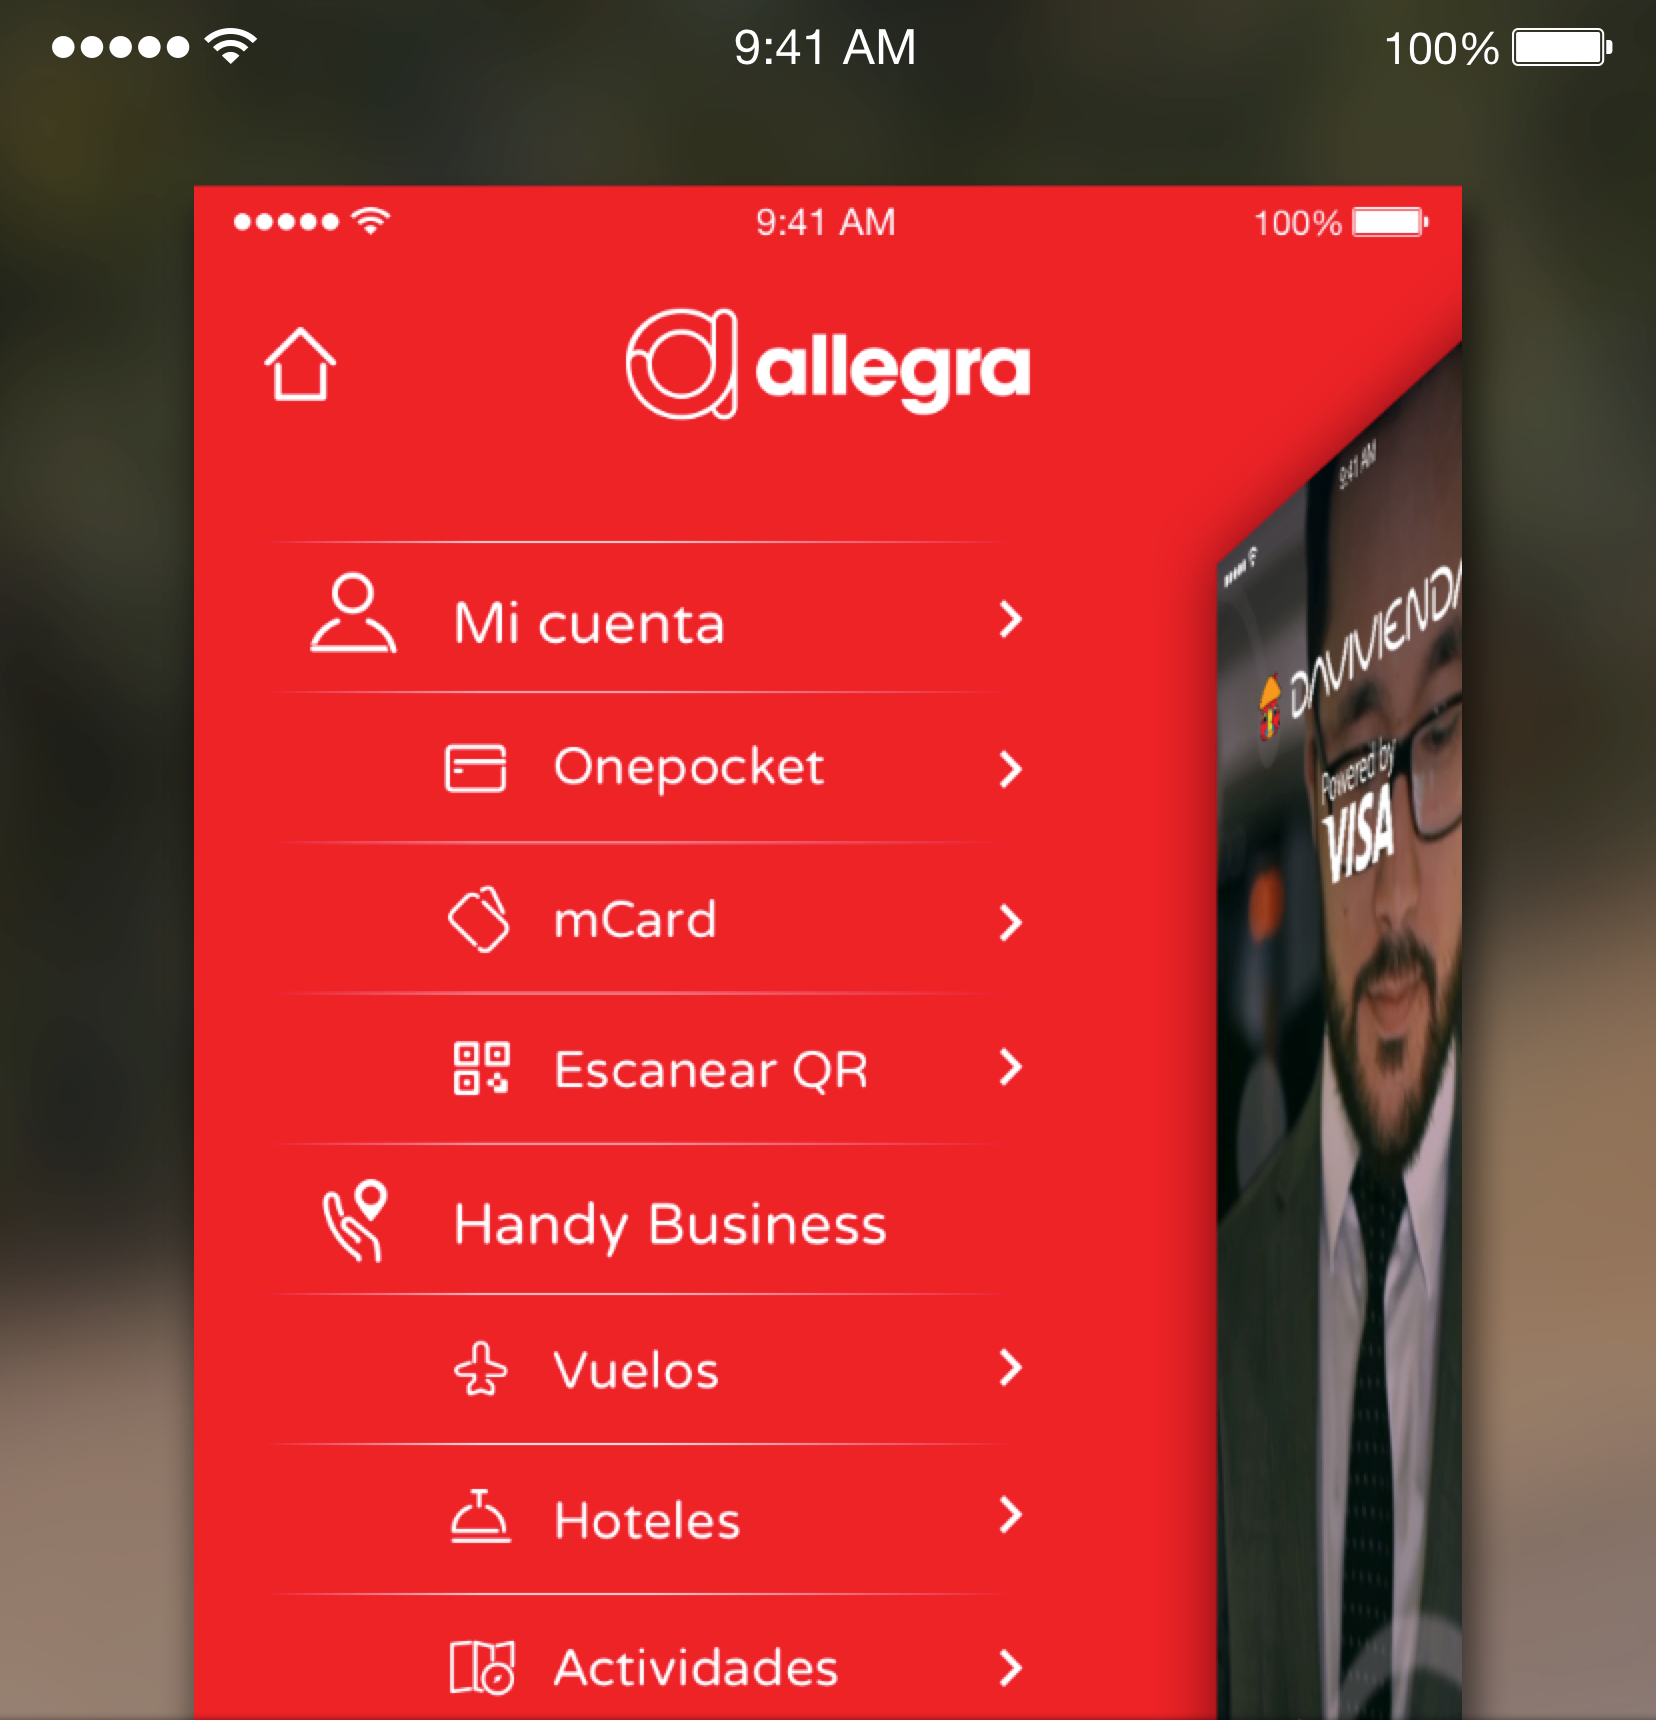 9:41 AM
100%
9:41 AM
100%
allegra
9:41 AM
Mi cuenta
DAVIVIENDA
Onepocket
Powered by
VISA
mCard
Escanear QR
Handy Business
Vuelos
Hoteles
Actividades